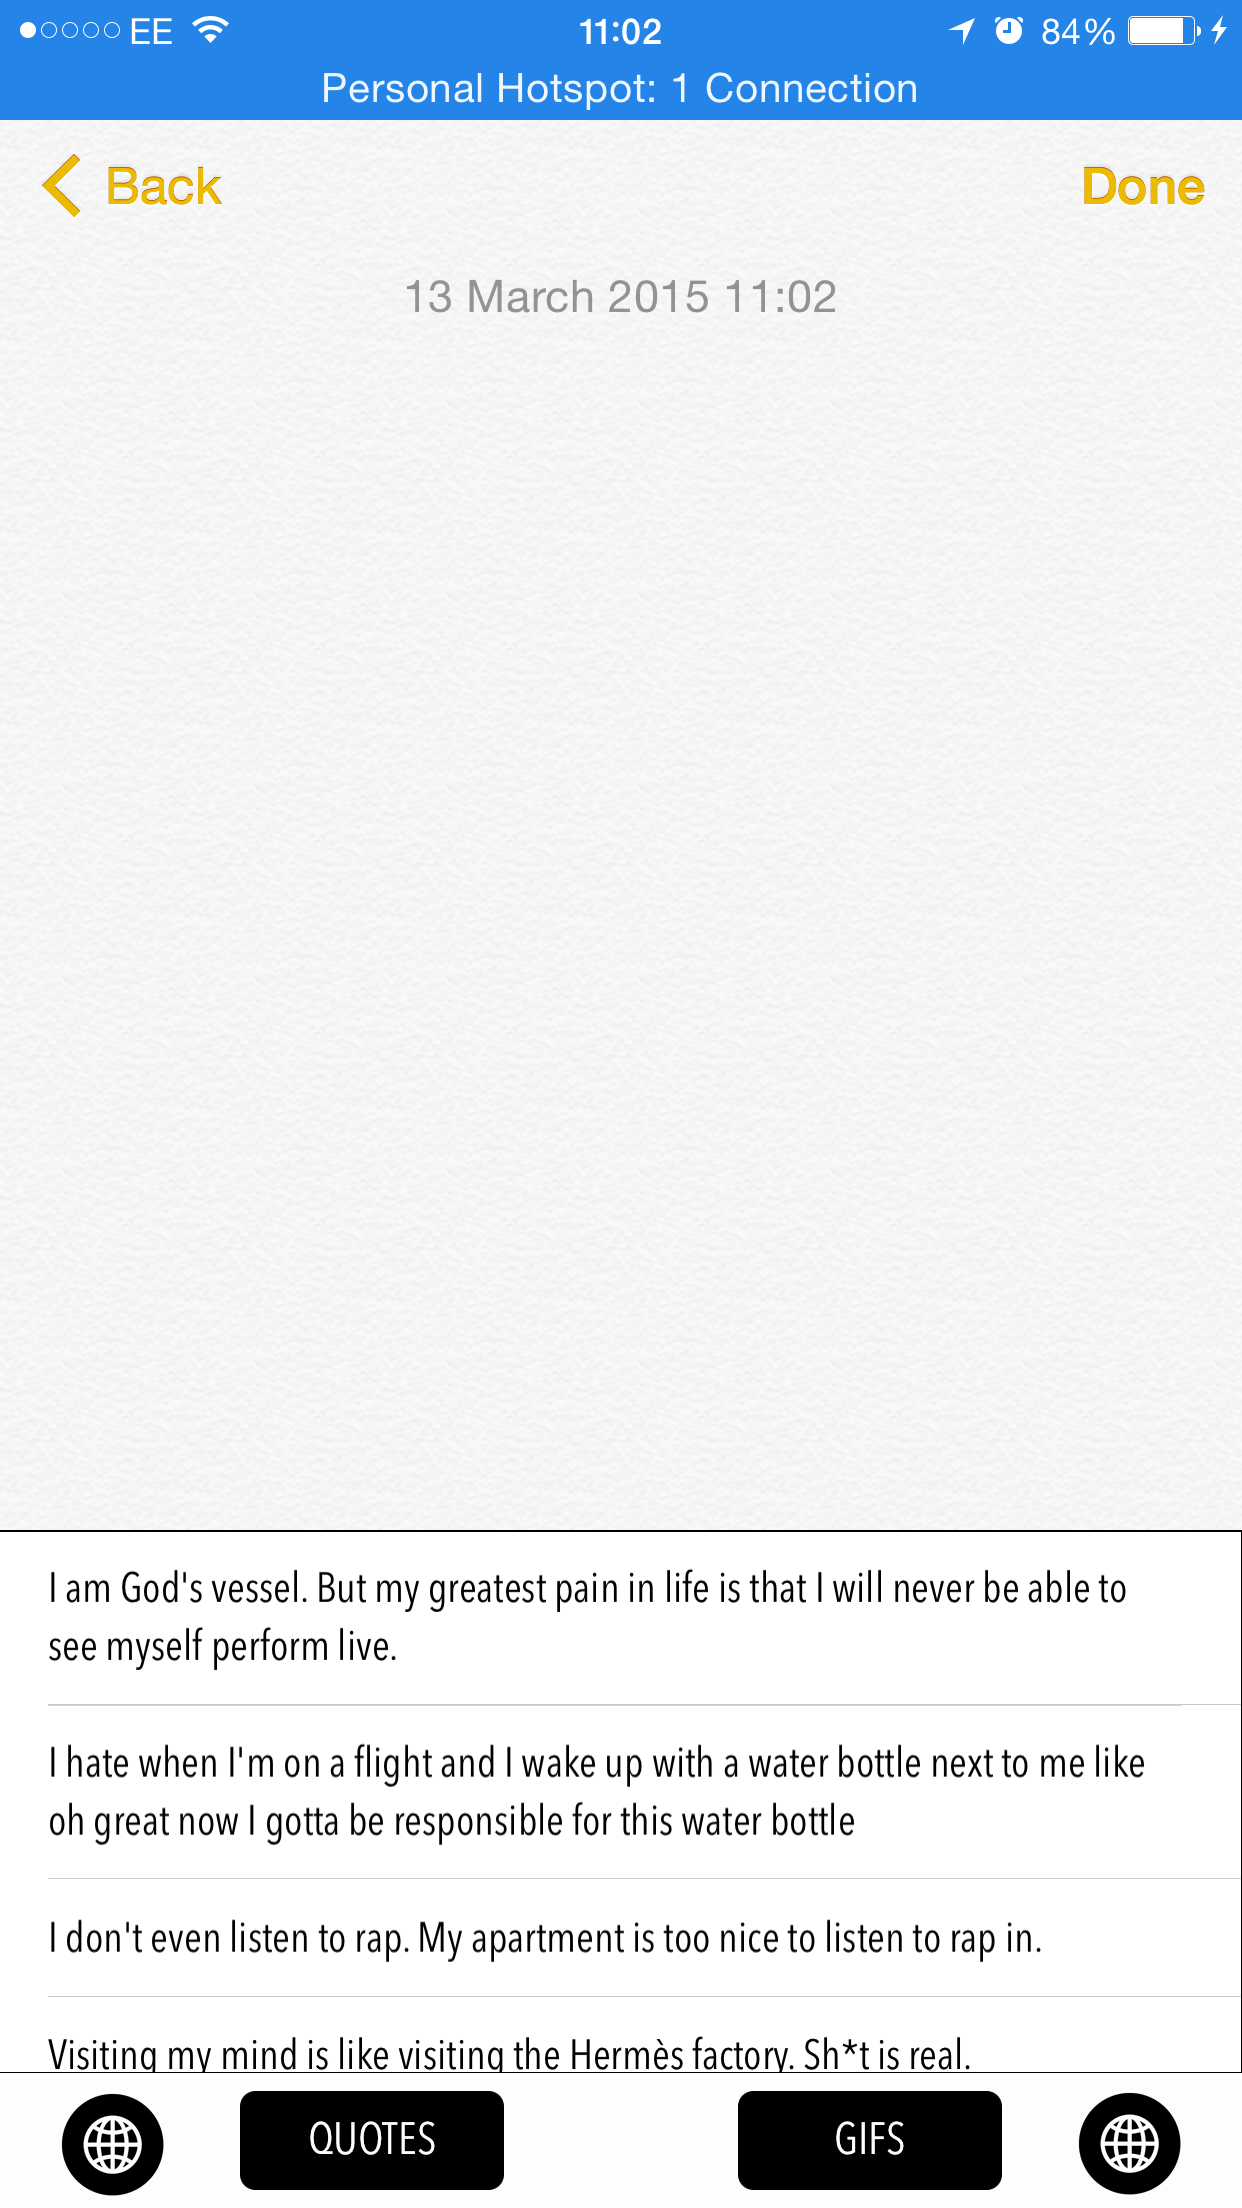 EE 11:02 84%
Personal Hotspot: 1 Connection
Back Done
13 March 2015 11:02
I am God's vessel. But my greatest pain in life is that I will never be able to
see myself perform live.
I hate when I'm on a flight and I wake up with a water bottle next to me like
oh great now I gotta be responsible for this water bottle
I don't even listen to rap. My apartment is too nice to listen to rap in.
Visiting my mind is like visiting the Hermès factory. Sh*t is real.
QUOTES GIFS